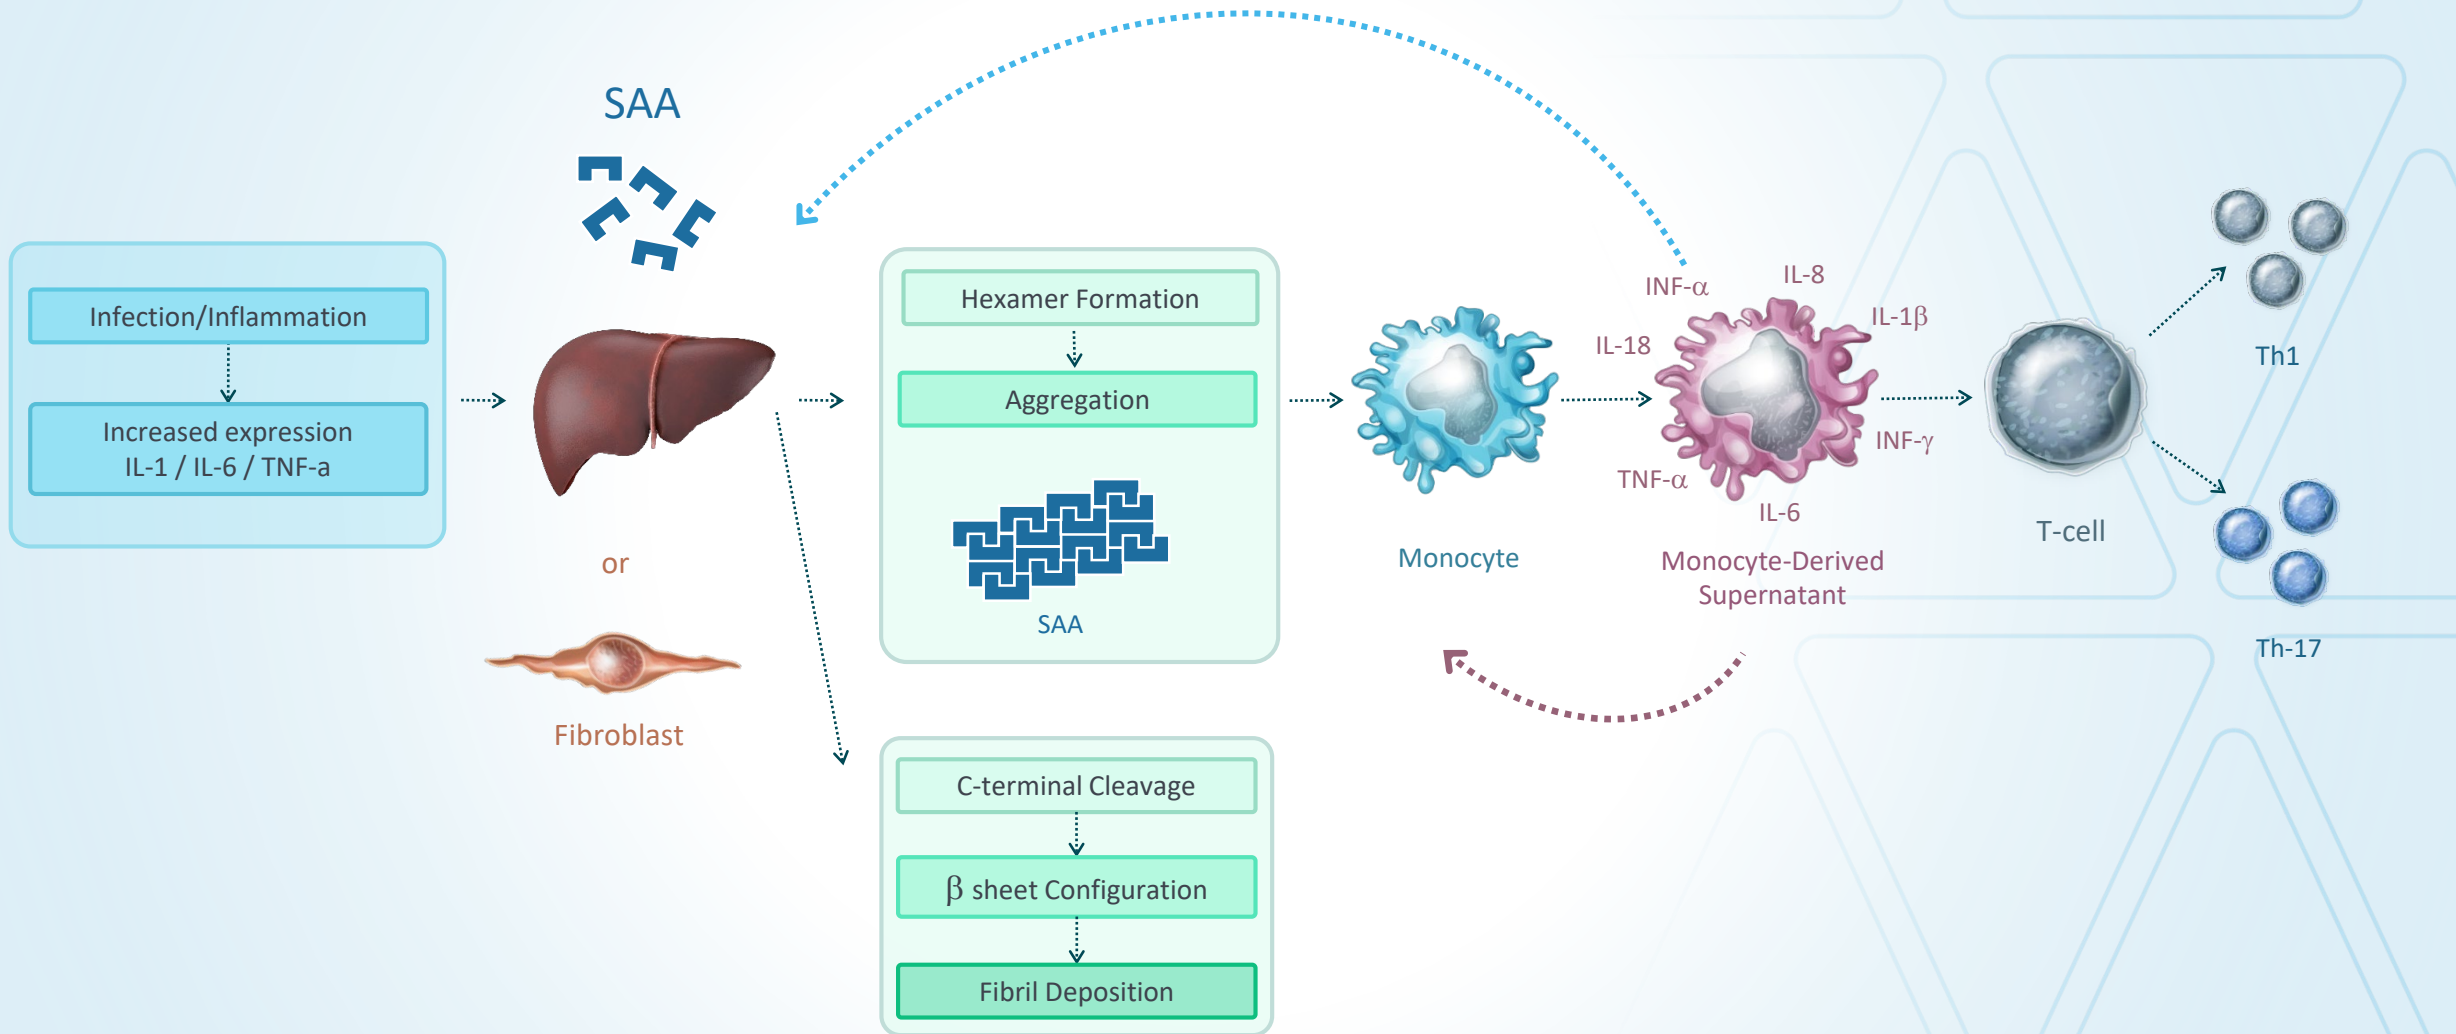 SAA
Infection/Inflammation
Increased expression
IL-1 / IL-6 / TNF-a
or
Fibroblast
Hexamer Formation
Aggregation
SAA
C-terminal Cleavage
β sheet Configuration
Fibril Deposition
Monocyte
INF-α
IL-8
IL-1β
IL-18
INF-γ
TNF-α
IL-6
Monocyte-Derived
Supernatant
T-cell
Th1
Th-17